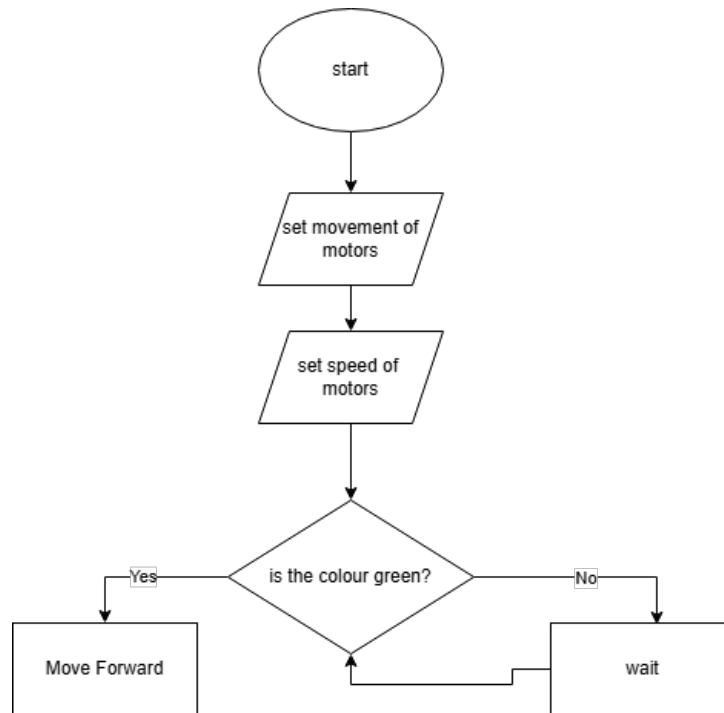 start
set movement of
motors
set speed of
motors
is the colour green?
Yes
No
Move Forward
wait